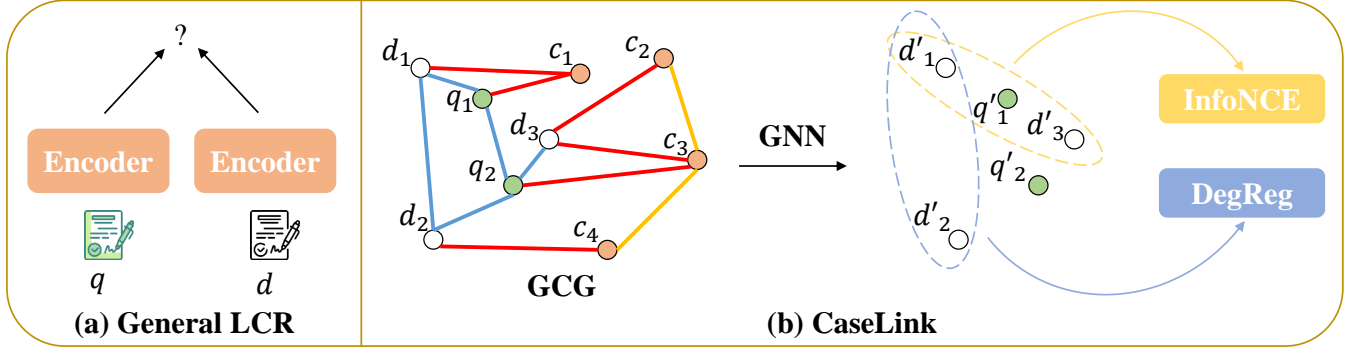 ?
Encoder
Encoder
q
d
(a) General LCR
d₁
c₁
c₂
q₁
d₃
c₃
q₂
d₂
c₄
GCG
GNN
d′₁
q′₁
d′₃
q′₂
d′₂
InfoNCE
DegReg
(b) CaseLink